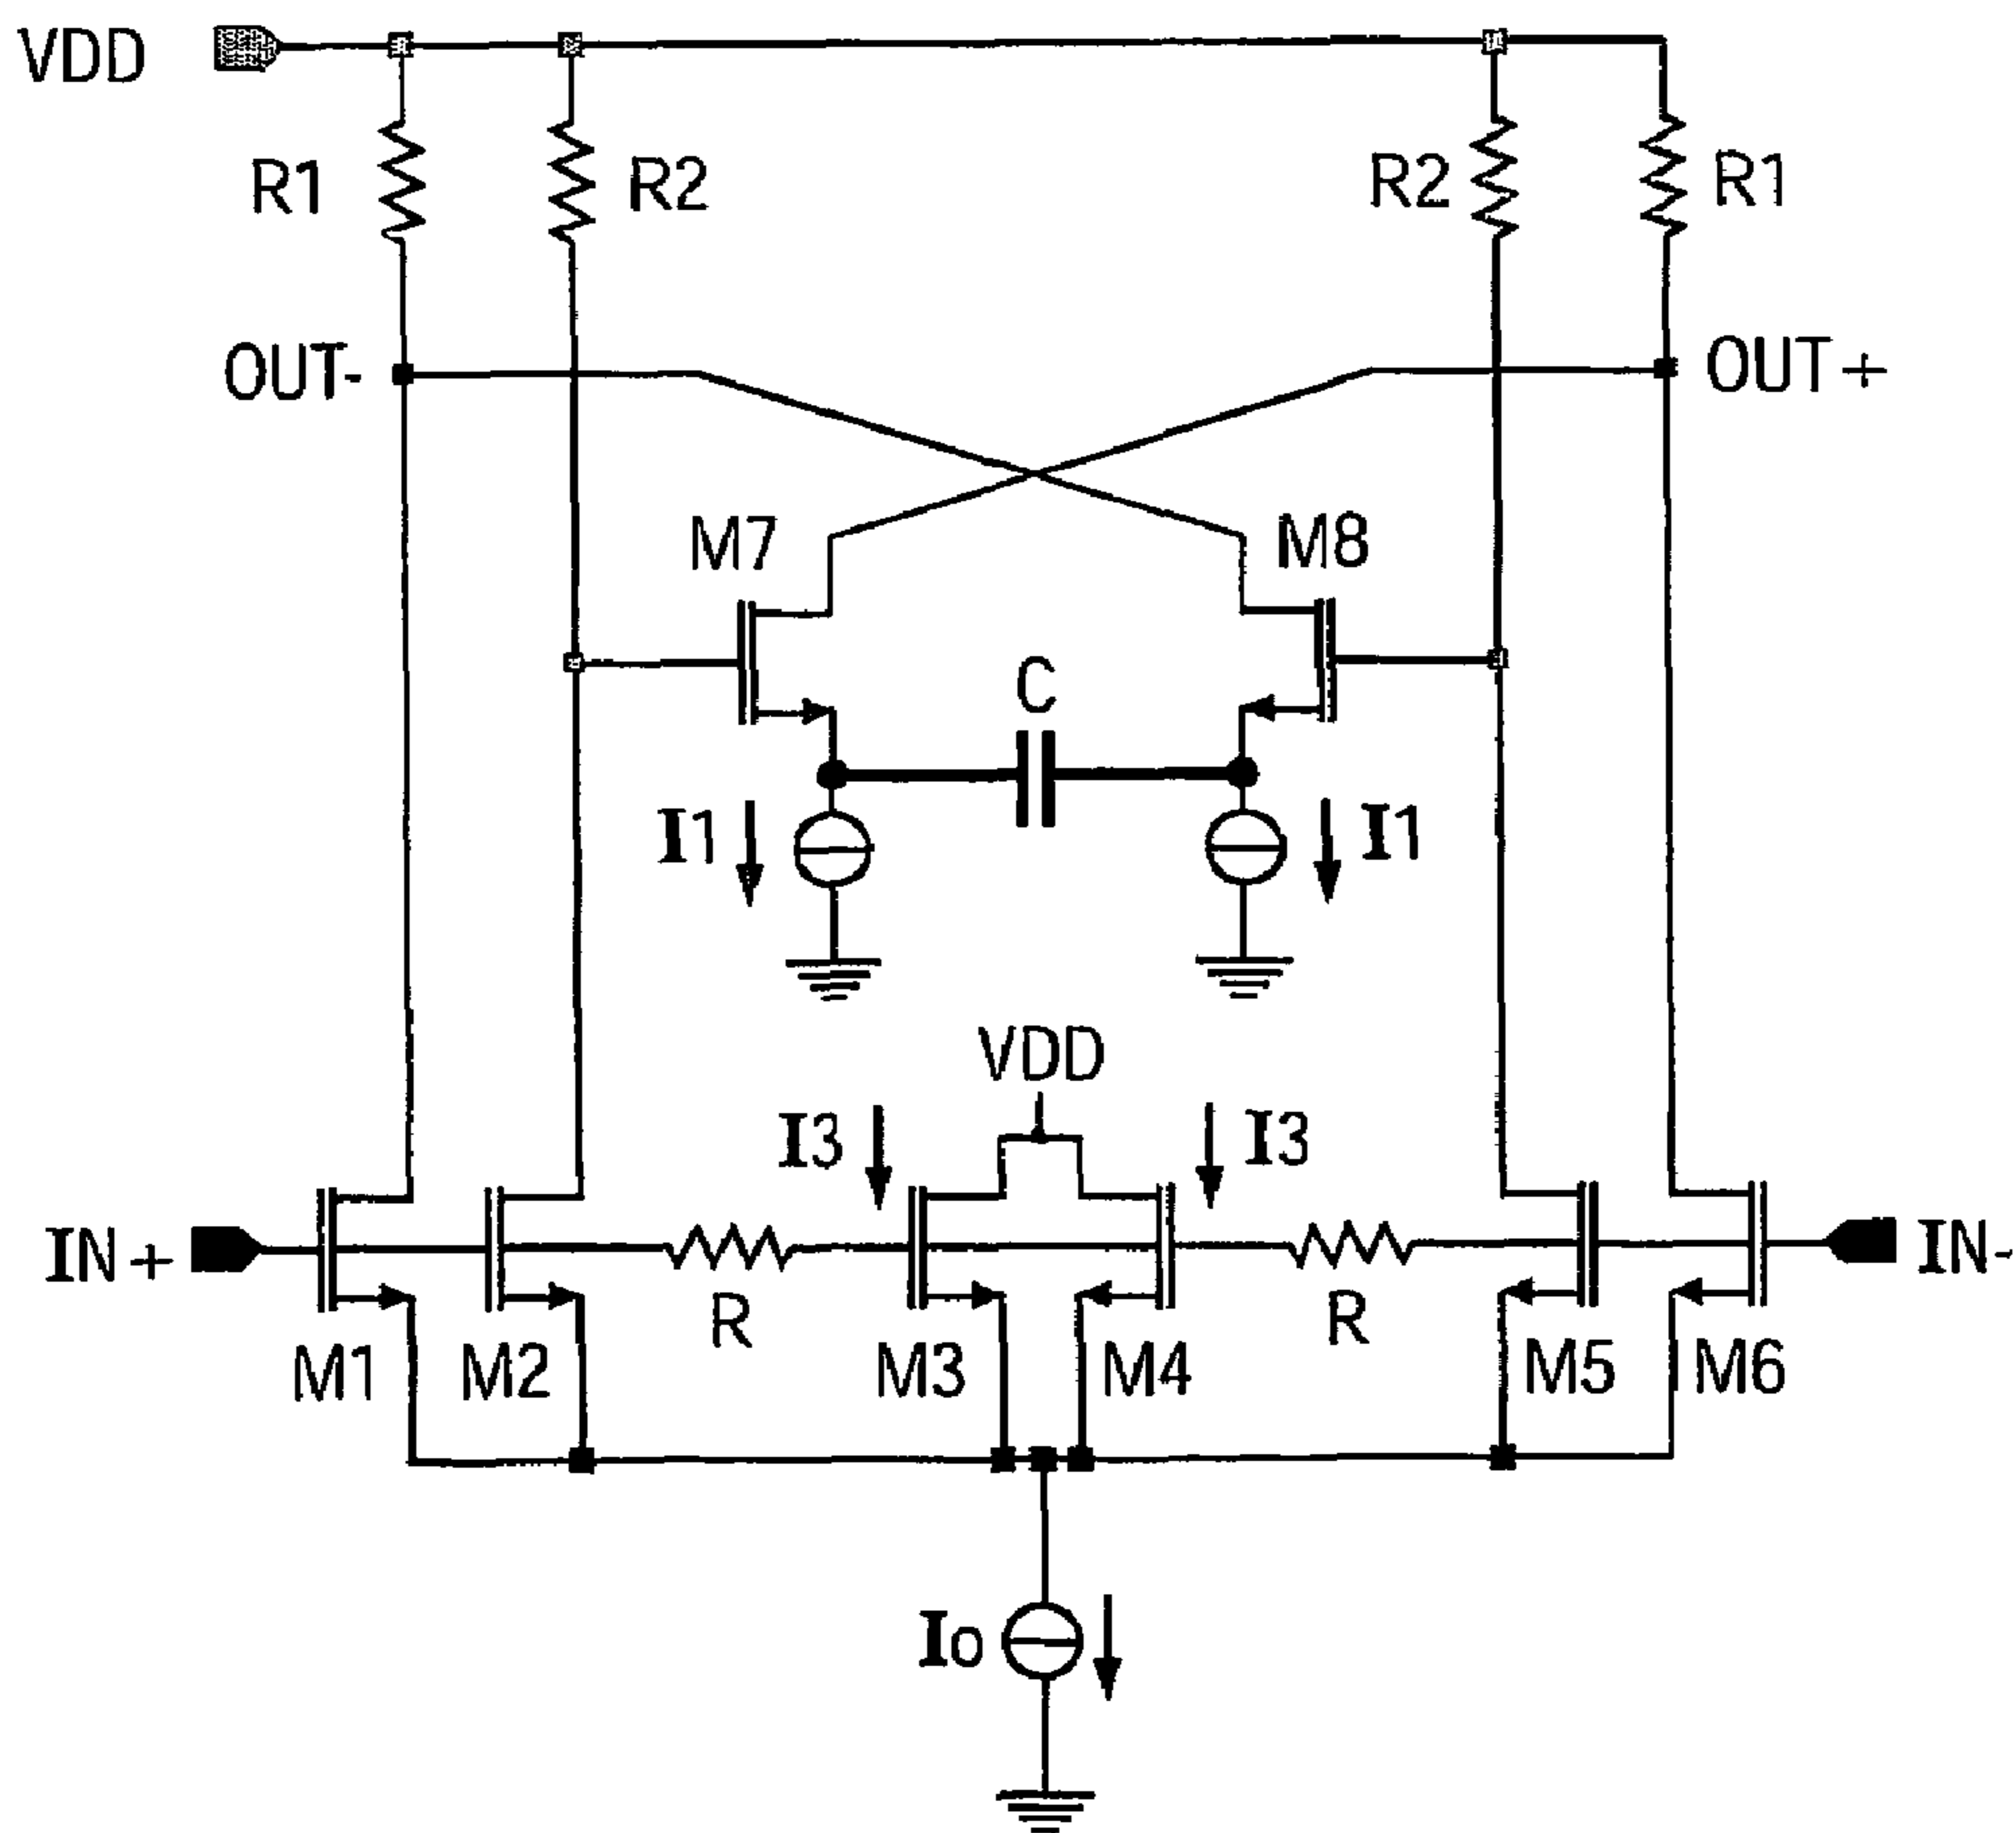 VDD
R1
R2
R2
R1
OUT-
OUT+
M7
M8
C
I1
I1
VDD
I3
I3
IN+
IN-
R
R
M1
M2
M3
M4
M5
M6
Io